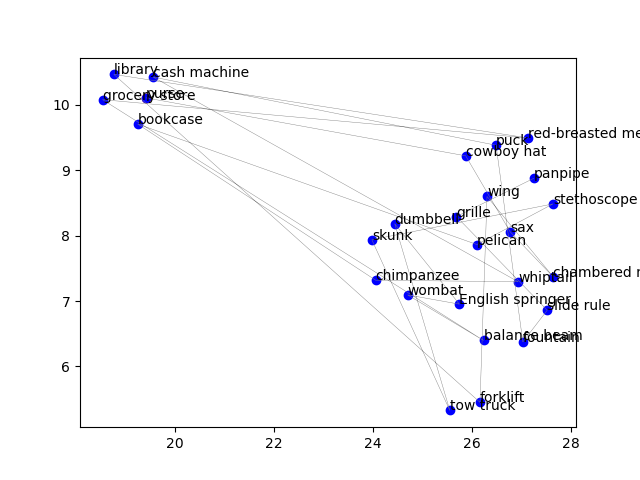 library
cash machine
grocery store
purse
bookcase
red-breasted me
puck
cowboy hat
panpipe
wing
stethoscope
grille
dumbbell
sax
skunk
pelican
chimpanzee
whiptail
chambered n
wombat
English springer
slide rule
balance beam
fountain
forklift
tow truck
10
9
8
7
6
20
22
24
26
28